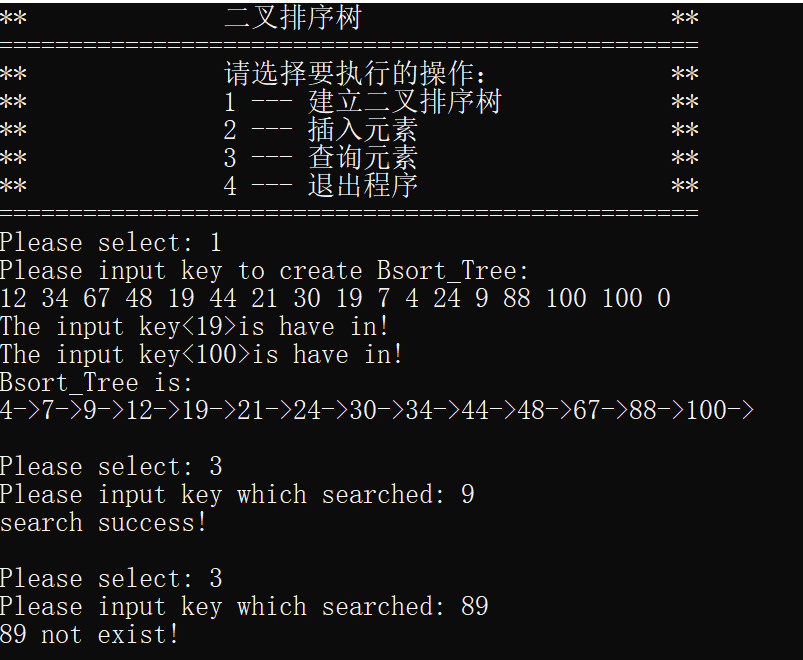 ** 二叉排序树 **
==================================================
** 请选择要执行的操作: **
** 1 --- 建立二叉排序树 **
** 2 --- 插入元素 **
** 3 --- 查询元素 **
** 4 --- 退出程序 **
==================================================
Please select: 1
Please input key to create Bsort_Tree:
12 34 67 48 19 44 21 30 19 7 4 24 9 88 100 100 0
The input key<19>is have in!
The input key<100>is have in!
Bsort_Tree is:
4->7->9->12->19->21->24->30->34->44->48->67->88->100->
Please select: 3
Please input key which searched: 9
search success!
Please select: 3
Please input key which searched: 89
89 not exist!